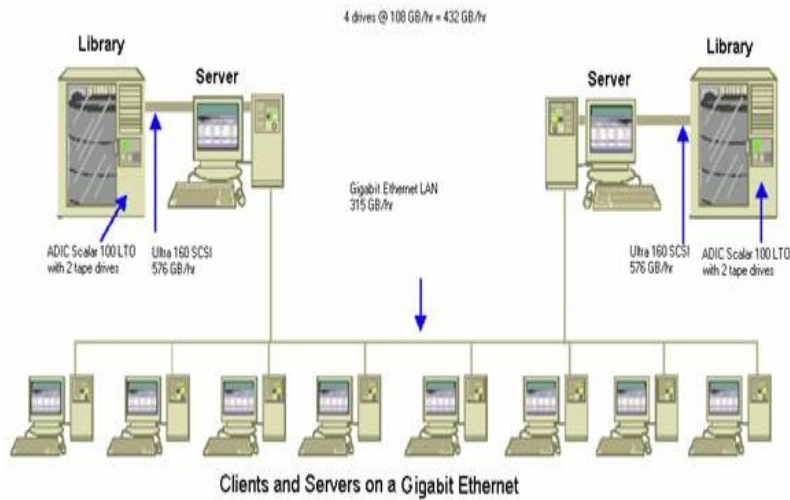 4 drives @ 108 GB/hr = 432 GB/hr
Library
Server
Server
Library
Gigabit Ethernet LAN
315 GB/hr
ADIC Scalar 100 LTO
with 2 tape drives
Ultra 160 SCSI
576 GB/hr
Ultra 160 SCSI
576 GB/hr
ADIC Scalar 100 LTO
with 2 tape drives
Clients and Servers on a Gigabit Ethernet